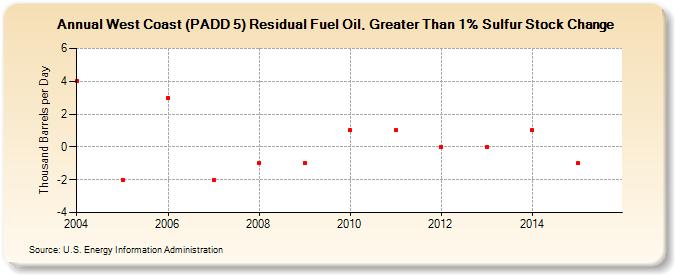 Annual West Coast (PADD 5) Residual Fuel Oil, Greater Than 1% Sulfur Stock Change
Thousand Barrels per Day
6
4
2
0
-2
-4
2004 2006 2008 2010 2012 2014
Source: U.S. Energy Information Administration